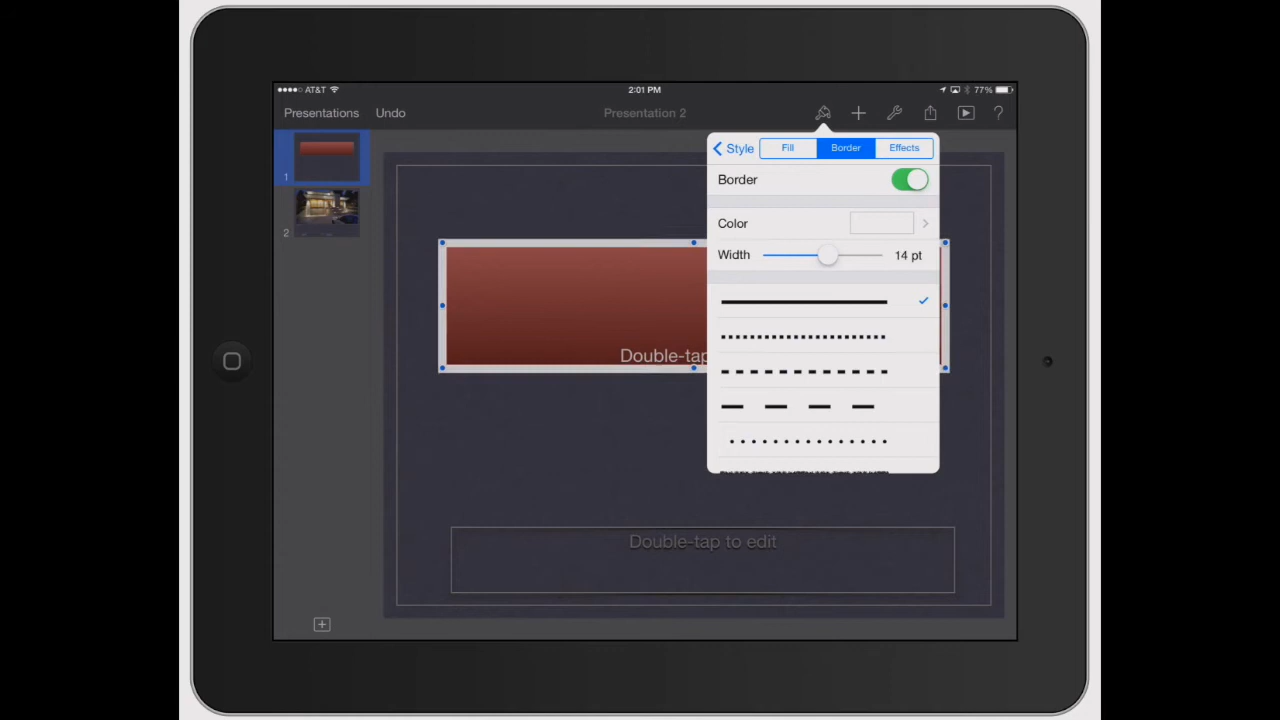 AT&T 2:01 PM 77%
Presentations Undo Presentation 2 ?
Style Fill Border Effects
Border
1
Color
2
Width 14 pt
Double-tap
Double-tap to edit